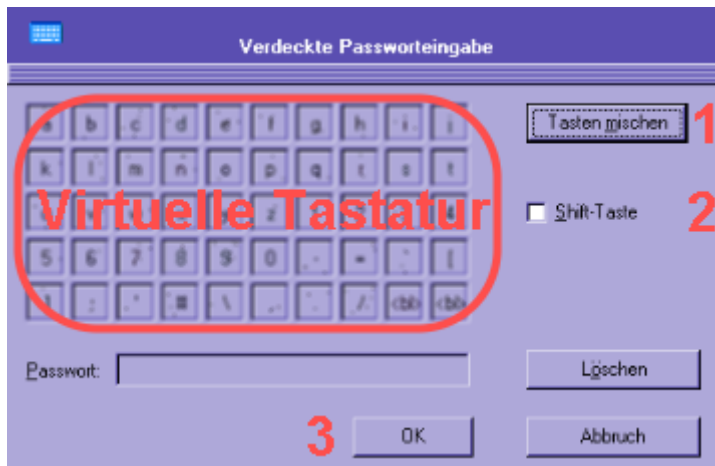 Verdeckte Passworteingabe
a b c d e f g h i j
Tasten mischen 1
k l m n o p q r s t
Virtuelle Tastatur
Shift-Taste 2
5 6 7 8 9 0 - = ` [
] ; ' # \ , . / <bb> <bb>
Passwort:
Löschen
3 OK
Abbruch